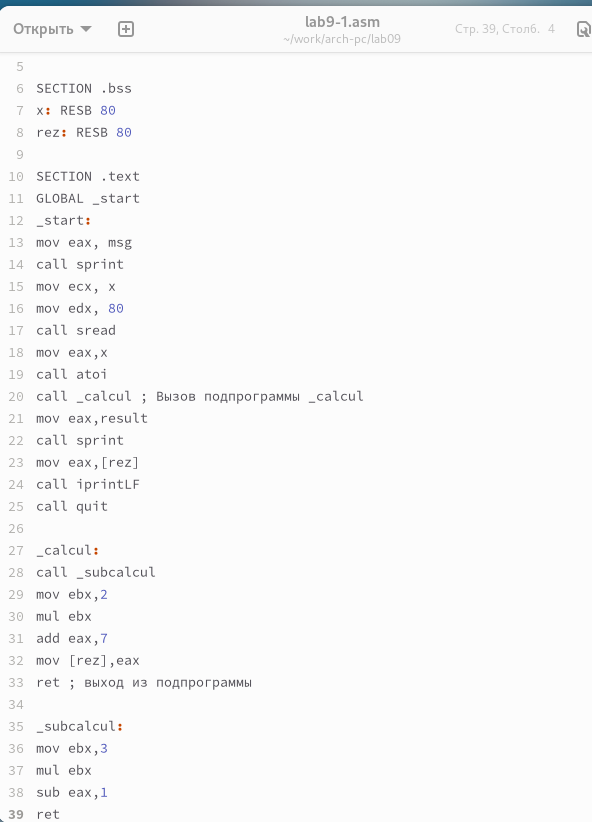 Открыть
lab9-1.asm
~/work/arch-pc/lab09
Стр. 39, Столб. 4
5
6 SECTION .bss
7 x: RESB 80
8 rez: RESB 80
9
10 SECTION .text
11 GLOBAL _start
12 _start:
13 mov eax, msg
14 call sprint
15 mov ecx, x
16 mov edx, 80
17 call sread
18 mov eax,x
19 call atoi
20 call _calcul ; Вызов подпрограммы _calcul
21 mov eax,result
22 call sprint
23 mov eax,[rez]
24 call iprintLF
25 call quit
26
27 _calcul:
28 call _subcalcul
29 mov ebx,2
30 mul ebx
31 add eax,7
32 mov [rez],eax
33 ret ; выход из подпрограммы
34
35 _subcalcul:
36 mov ebx,3
37 mul ebx
38 sub eax,1
39 ret